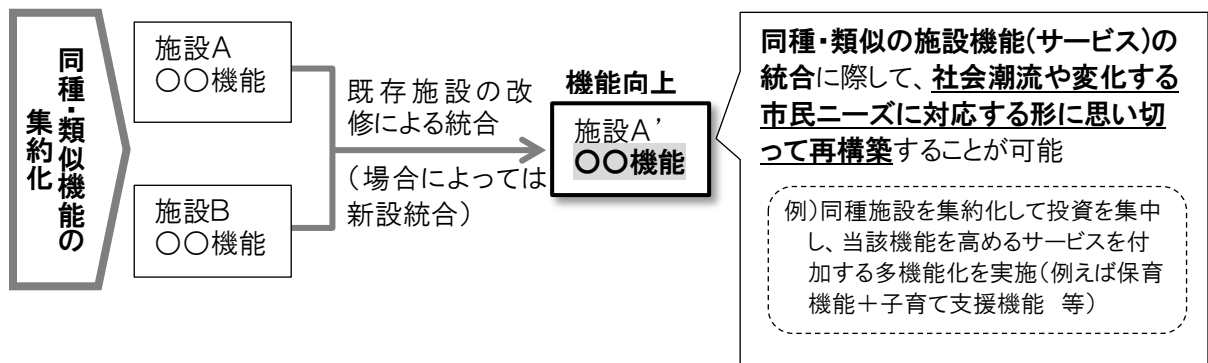 同種・類似機能の
集約化
施設A
〇〇機能
施設B
〇〇機能
既存施設の改
修による統合
（場合によっては
新設統合）
機能向上
施設A’
〇〇機能
同種・類似の施設機能(サービス)の
統合に際して、社会潮流や変化する
市民ニーズに対応する形に思い切
って再構築することが可能
例）同種施設を集約化して投資を集中
し、当該機能を高めるサービスを付
加する多機能化を実施（例えば保育
機能＋子育て支援機能　等）